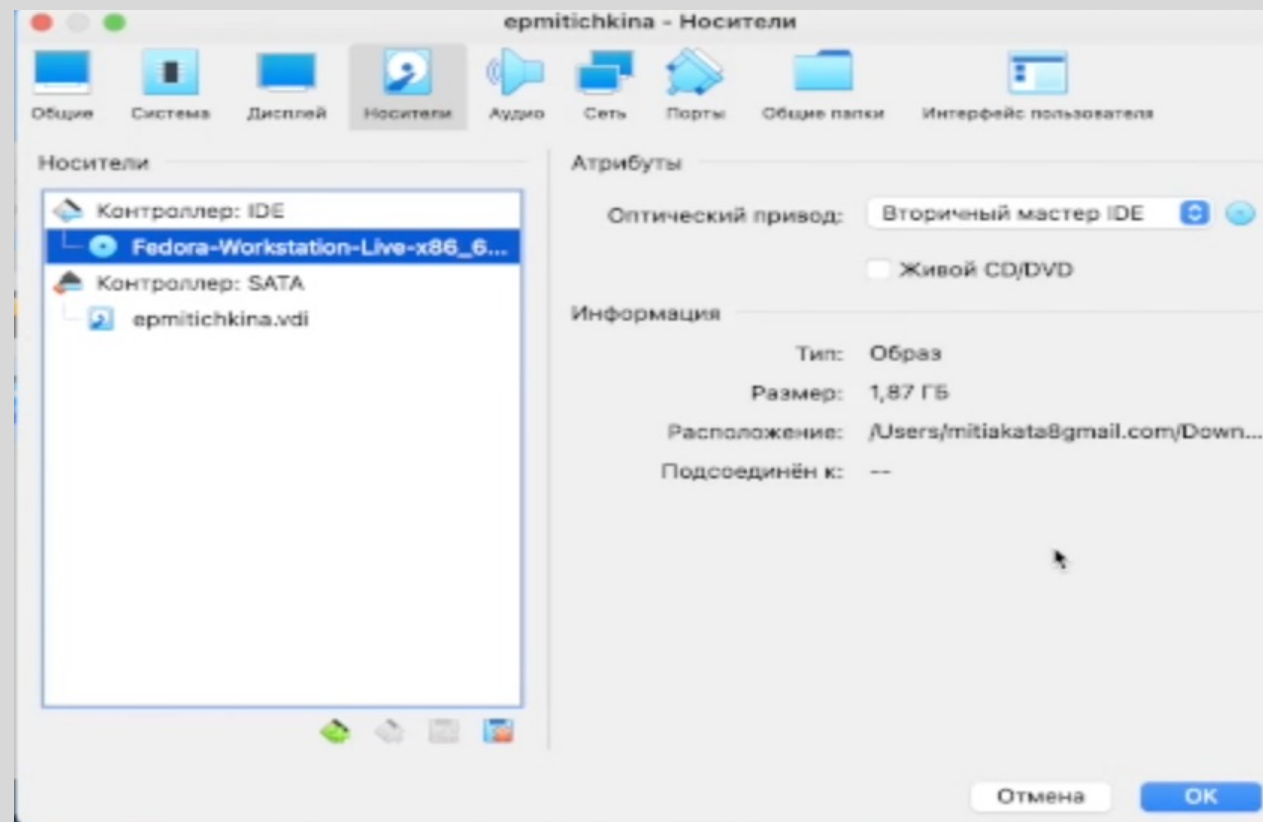 epmitichkina - Носители
Общие Система Дисплей Носители Аудио Сеть Порты Общие папки Интерфейс пользователя
Носители
Контроллер: IDE
Fedora-Workstation-Live-x86_6...
Контроллер: SATA
epmitichkina.vdi
Атрибуты
Оптический привод: Вторичный мастер IDE
Живой CD/DVD
Информация
Тип: Образ
Размер: 1,87 ГБ
Расположение: /Users/mitiakata8gmail.com/Down...
Подсоединён к: --
Отмена OK